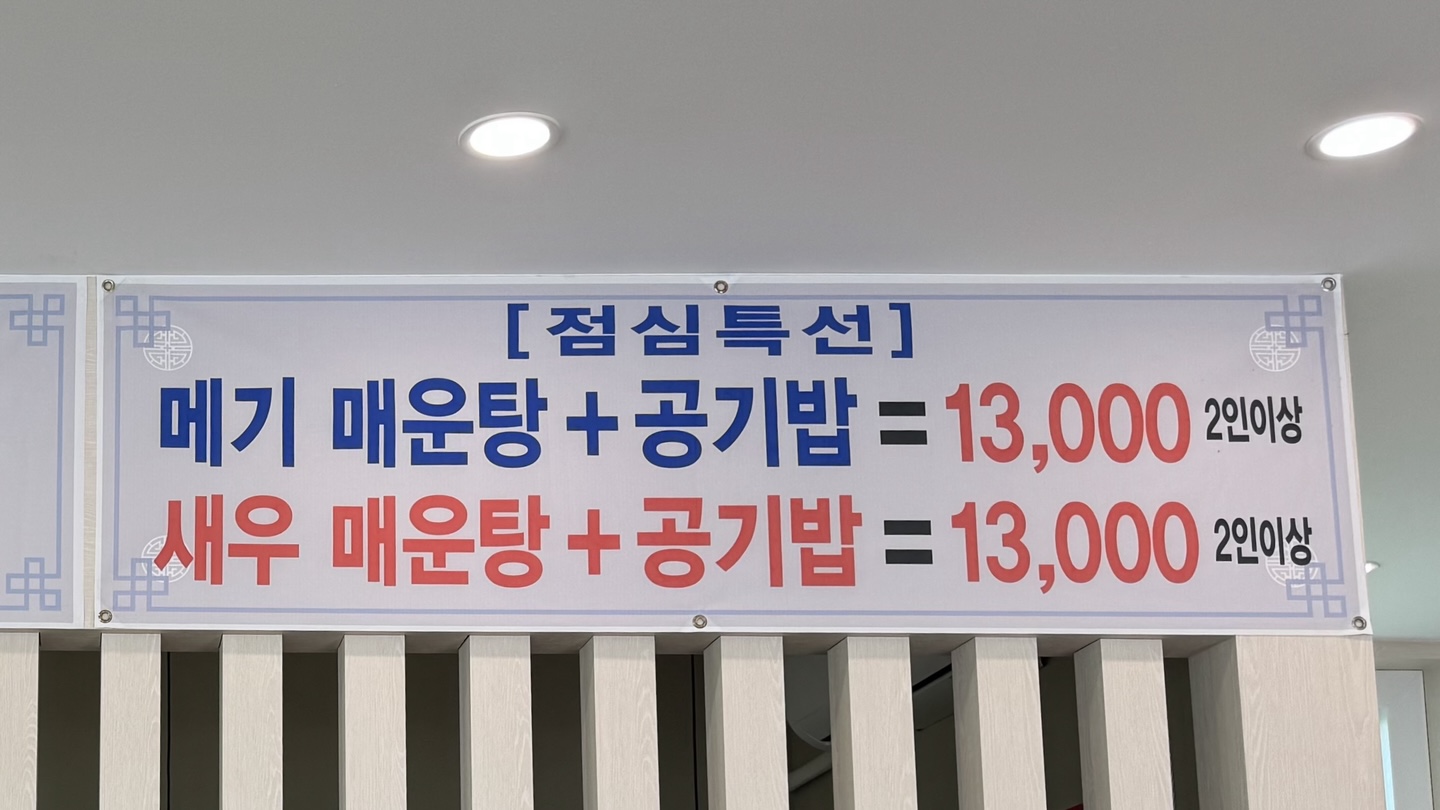 [점심특선]
메기 매운탕+공기밥=13,000 2인이상
새우 매운탕+공기밥=13,000 2인이상